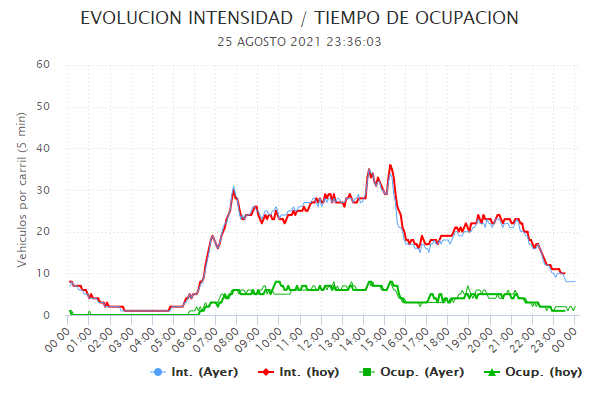 EVOLUCION INTENSIDAD / TIEMPO DE OCUPACION
25 AGOSTO 2021 23:36:03
Vehiculos por carril (5 min)
60
50
40
30
20
10
0
00:00 01:00 02:00 03:00 04:00 05:00 06:00 07:00 08:00 09:00 10:00 11:00 12:00 13:00 14:00 15:00 16:00 17:00 18:00 19:00 20:00 21:00 22:00 23:00 00:00
Int. (Ayer) Int. (hoy) Ocup. (Ayer) Ocup. (hoy)